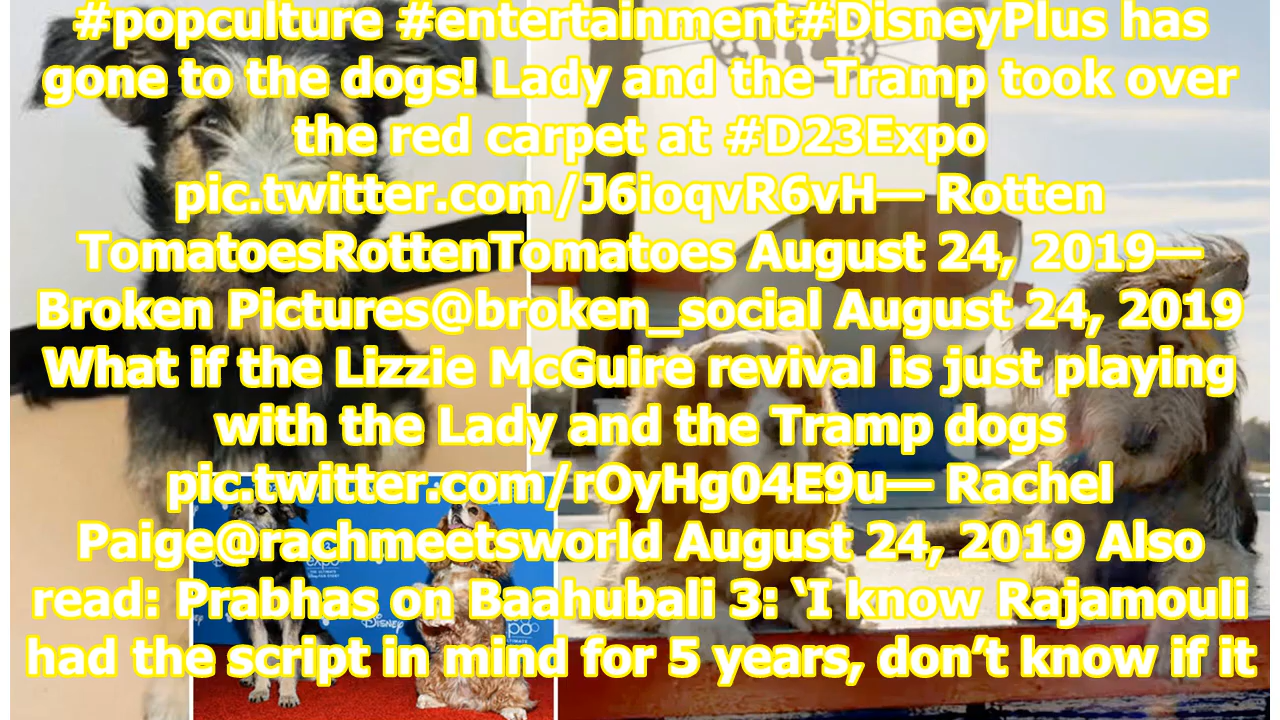 #popculture #entertainment#DisneyPlus has
gone to the dogs! Lady and the Tramp took over
the red carpet at #D23Expo
pic.twitter.com/J6ioqvR6vH— Rotten
TomatoesRottenTomatoes August 24, 2019—
Broken Pictures@broken_social August 24, 2019
What if the Lizzie McGuire revival is just playing
with the Lady and the Tramp dogs
pic.twitter.com/rOyHg04E9u— Rachel
Paige@rachmeetsworld August 24, 2019 Also
read: Prabhas on Baahubali 3: ‘I know Rajamouli
had the script in mind for 5 years, don’t know if it
expo
Disney